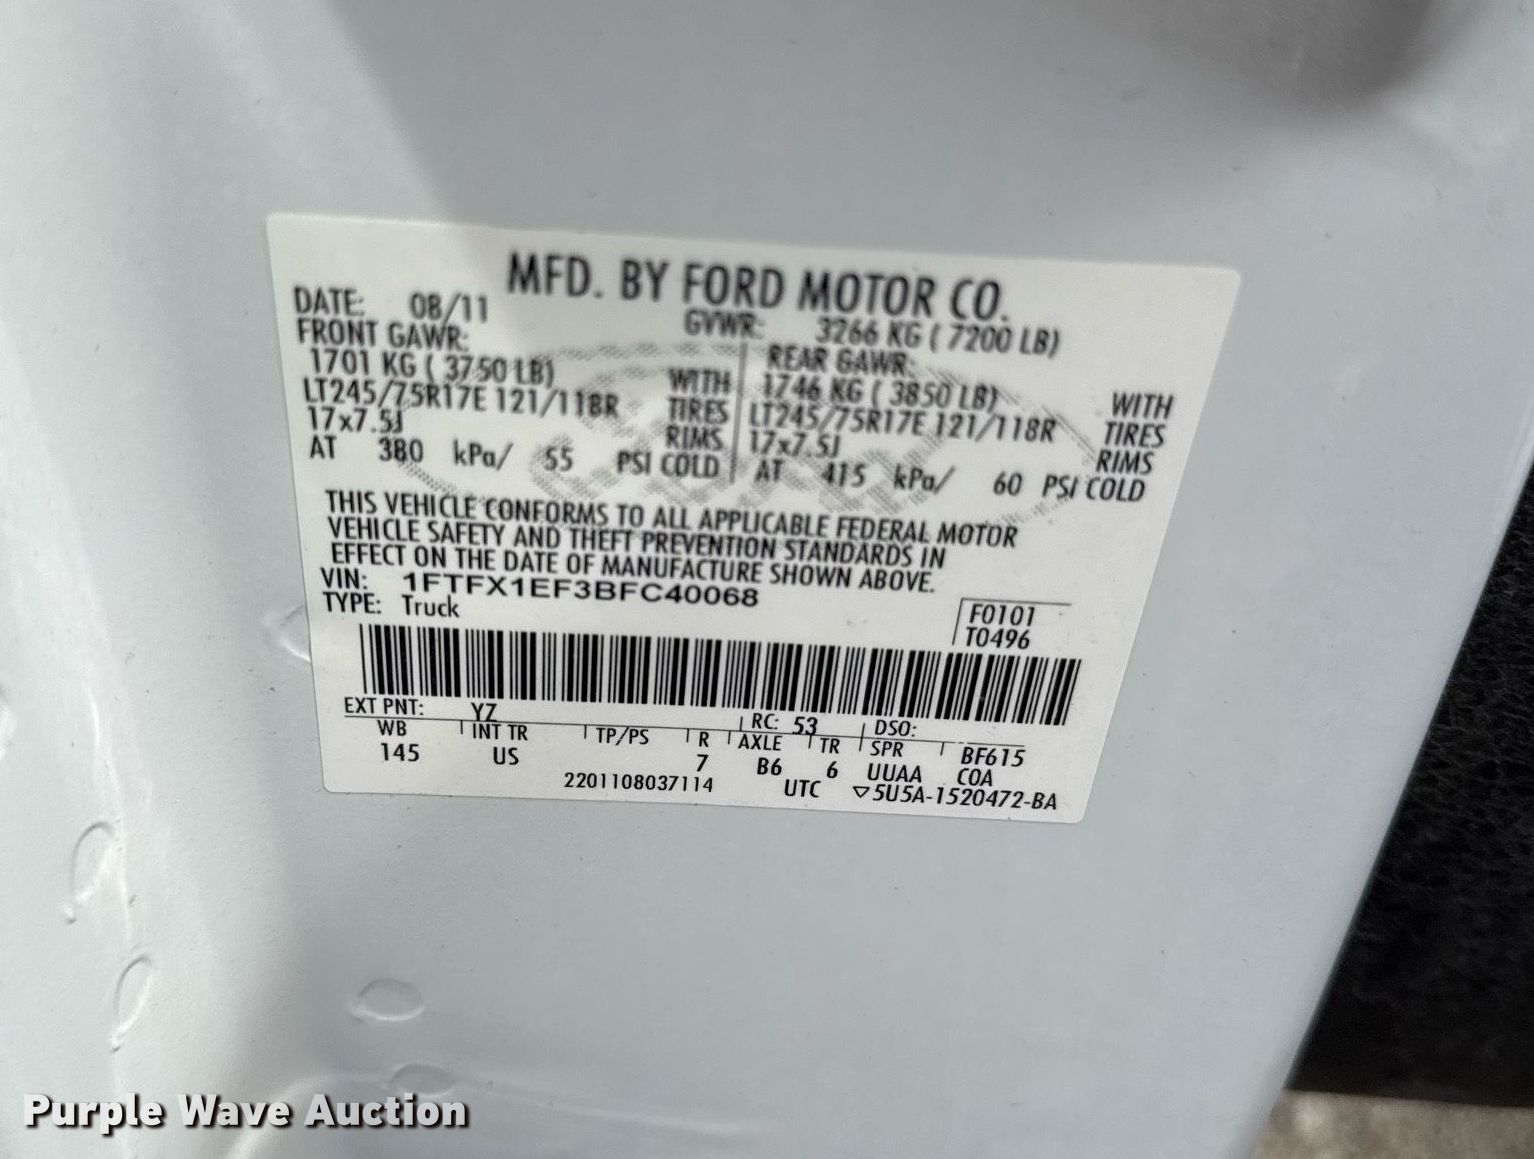 MFD. BY FORD MOTOR CO.
DATE: 08/11 GVWR: 3266 KG ( 7200 LB)
FRONT GAWR: REAR GAWR:
1701 KG ( 3750 LB) WITH 1746 KG ( 3850 LB) WITH
LT245/75R17E 121/118R TIRES LT245/75R17E 121/118R TIRES
17x7.5J RIMS 17x7.5J RIMS
AT 380 kPa/ 55 PSI COLD AT 415 kPa/ 60 PSI COLD
THIS VEHICLE CONFORMS TO ALL APPLICABLE FEDERAL MOTOR
VEHICLE SAFETY AND THEFT PREVENTION STANDARDS IN
EFFECT ON THE DATE OF MANUFACTURE SHOWN ABOVE.
VIN: 1FTFX1EF3BFC40068
TYPE: Truck
F0101
T0496
EXT PNT: YZ RC: 53 DSO:
WB INT TR TP/PS R AXLE TR SPR BF615
145 US 7 B6 6 UUAA COA
2201108037114 UTC ▽5U5A-1520472-BA
Purple Wave Auction